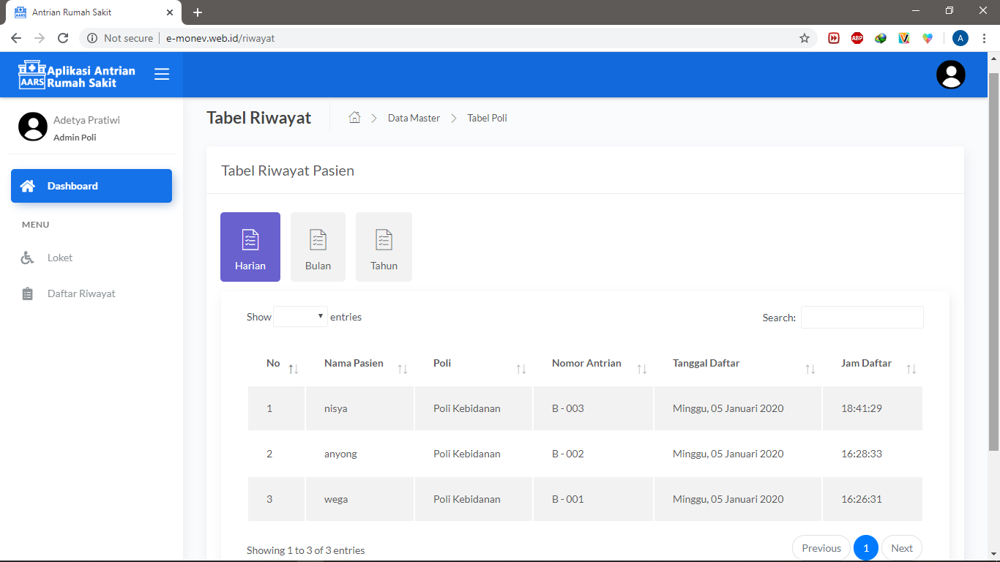 Antrian Rumah Sakit
Not secure
e-monev.web.id/riwayat
ABP
A
AARS
Aplikasi Antrian
Rumah Sakit
Adetya Pratiwi
Admin Poli
Dashboard
MENU
Loket
Daftar Riwayat
Tabel Riwayat
Data Master
Tabel Poli
Tabel Riwayat Pasien
Harian
Bulan
Tahun
Show entries
Search:
No Nama Pasien Poli Nomor Antrian Tanggal Daftar Jam Daftar
1 nisya Poli Kebidanan B - 003 Minggu, 05 Januari 2020 18:41:29
2 anyong Poli Kebidanan B - 002 Minggu, 05 Januari 2020 16:28:33
3 wega Poli Kebidanan B - 001 Minggu, 05 Januari 2020 16:26:31
Showing 1 to 3 of 3 entries
Previous 1 Next